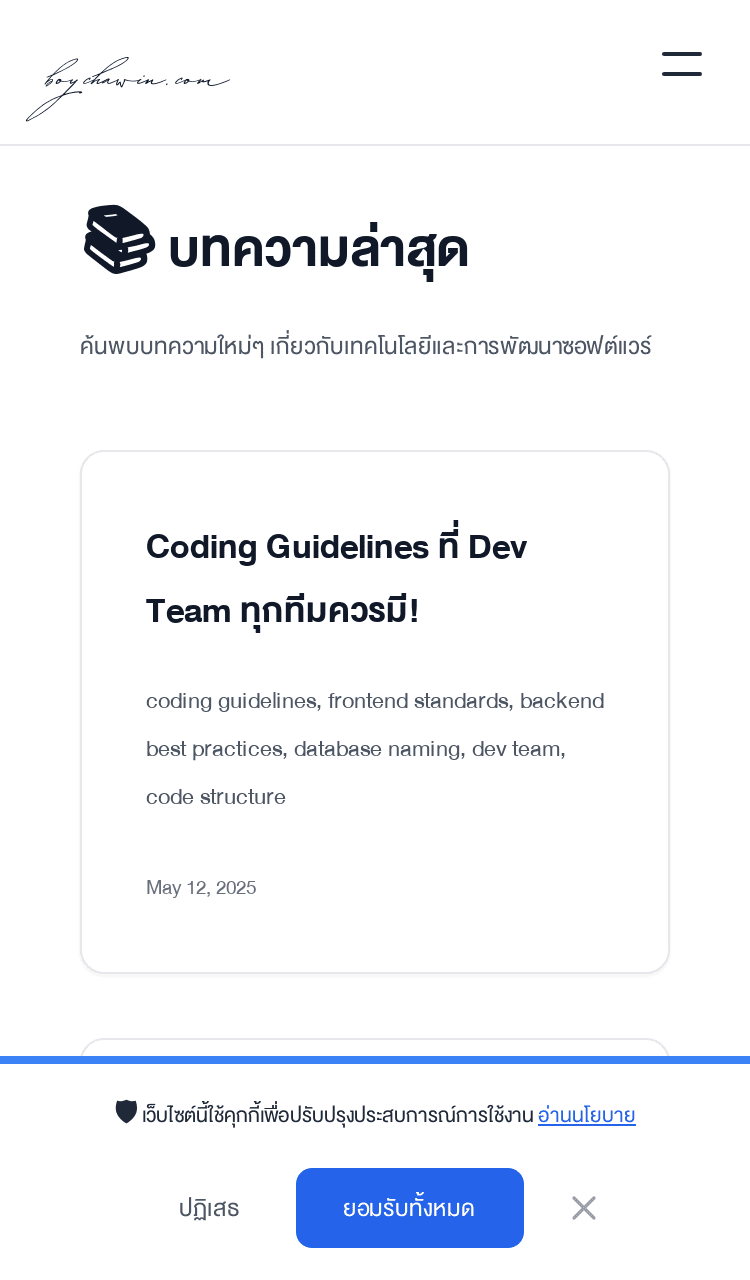 boychawin.com
บทความล่าสุด
ค้นพบบทความใหม่ๆ เกี่ยวกับเทคโนโลยีและการพัฒนาซอฟต์แวร์
Coding Guidelines ที่ Dev
Team ทุกทีมควรมี!
coding guidelines, frontend standards, backend
best practices, database naming, dev team,
code structure
May 12, 2025
เว็บไซต์นี้ใช้คุกกี้เพื่อปรับปรุงประสบการณ์การใช้งาน อ่านนโยบาย
ปฏิเสธ
ยอมรับทั้งหมด